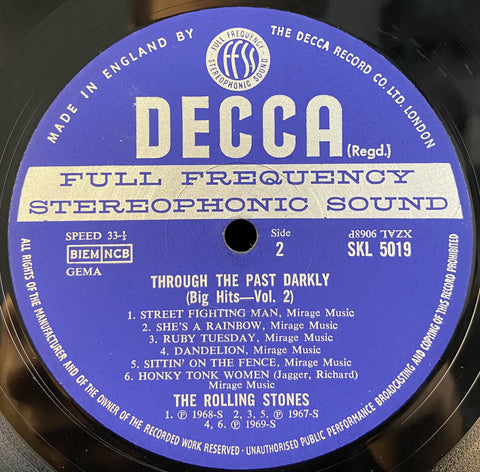 MADE IN ENGLAND BY THE DECCA RECORD CO. LTD. LONDON
FULL FREQUENCY
FFSS
STEREOPHONIC SOUND
DECCA (Regd.)
FULL FREQUENCY
STEREOPHONIC SOUND
SPEED 33-⅓ Side XZAL 9068P
BIEM NCB 2 SKL 5019
GEMA
THROUGH THE PAST DARKLY
(Big Hits—Vol. 2)
1. STREET FIGHTING MAN, Mirage Music
2. SHE'S A RAINBOW, Mirage Music
3. RUBY TUESDAY, Mirage Music
4. DANDELION, Mirage Music
5. SITTIN' ON THE FENCE, Mirage Music
6. HONKY TONK WOMEN (Jagger, Richard)
Mirage Music
THE ROLLING STONES
1. ℗ 1968-S 2, 3, 5. ℗ 1967-S
4, 6. ℗ 1969-S
ALL RIGHTS OF THE MANUFACTURER AND OF THE OWNER OF THE RECORDED WORK RESERVED · UNAUTHORISED PUBLIC PERFORMANCE BROADCASTING AND COPYING OF THIS RECORD PROHIBITED